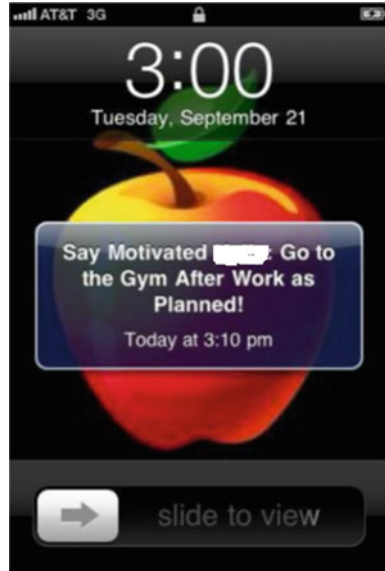 AT&T 3G
3:00
Tuesday, September 21
Say Motivated : Go to
the Gym After Work as
Planned!
Today at 3:10 pm
slide to view